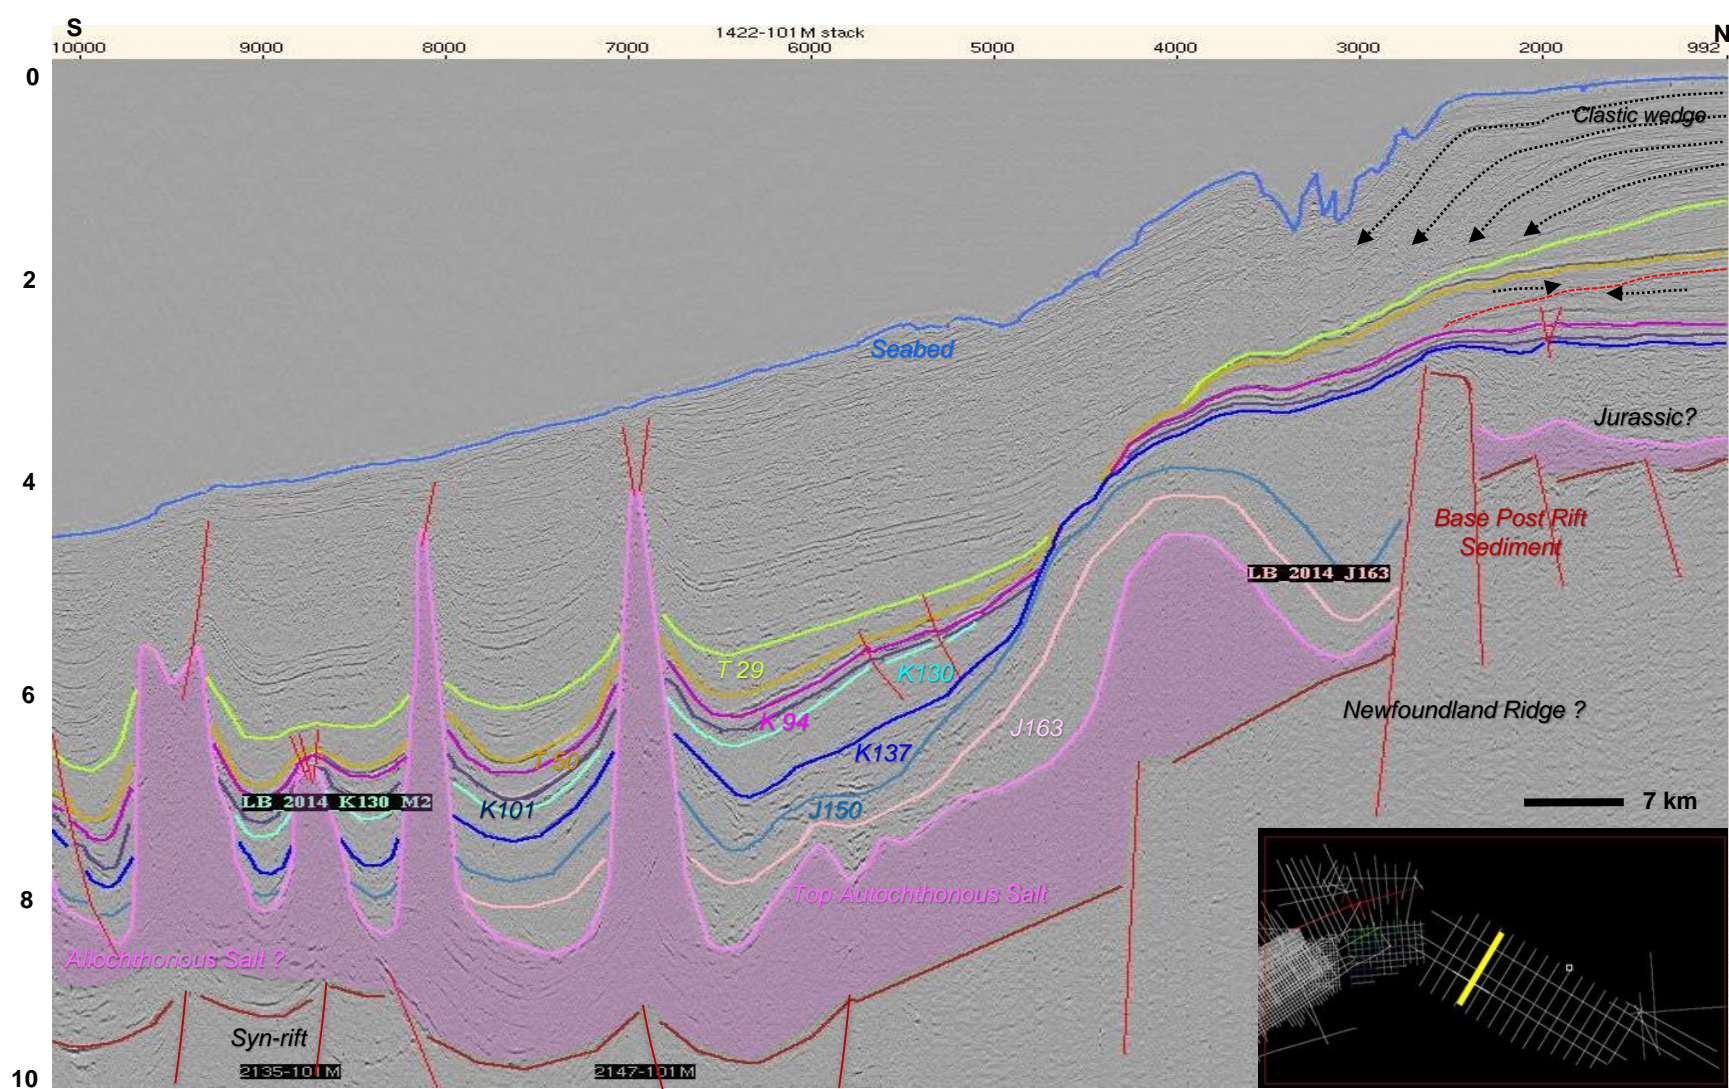 S
1422-101M stack
N
10000 9000 8000 7000 6000 5000 4000 3000 2000 992
0
Clastic wedge
2
Seabed
Jurassic?
4
Base Post Rift
Sediment
LB_2014_J163
T 29
K130
6
K 94
Newfoundland Ridge ?
J163
K137
T 50
LB_2014_K130_M2
K101
J150
7 km
8
Top Autochthonous Salt
Allochthonous Salt ?
Syn-rift
2135-101M
2147-101M
10